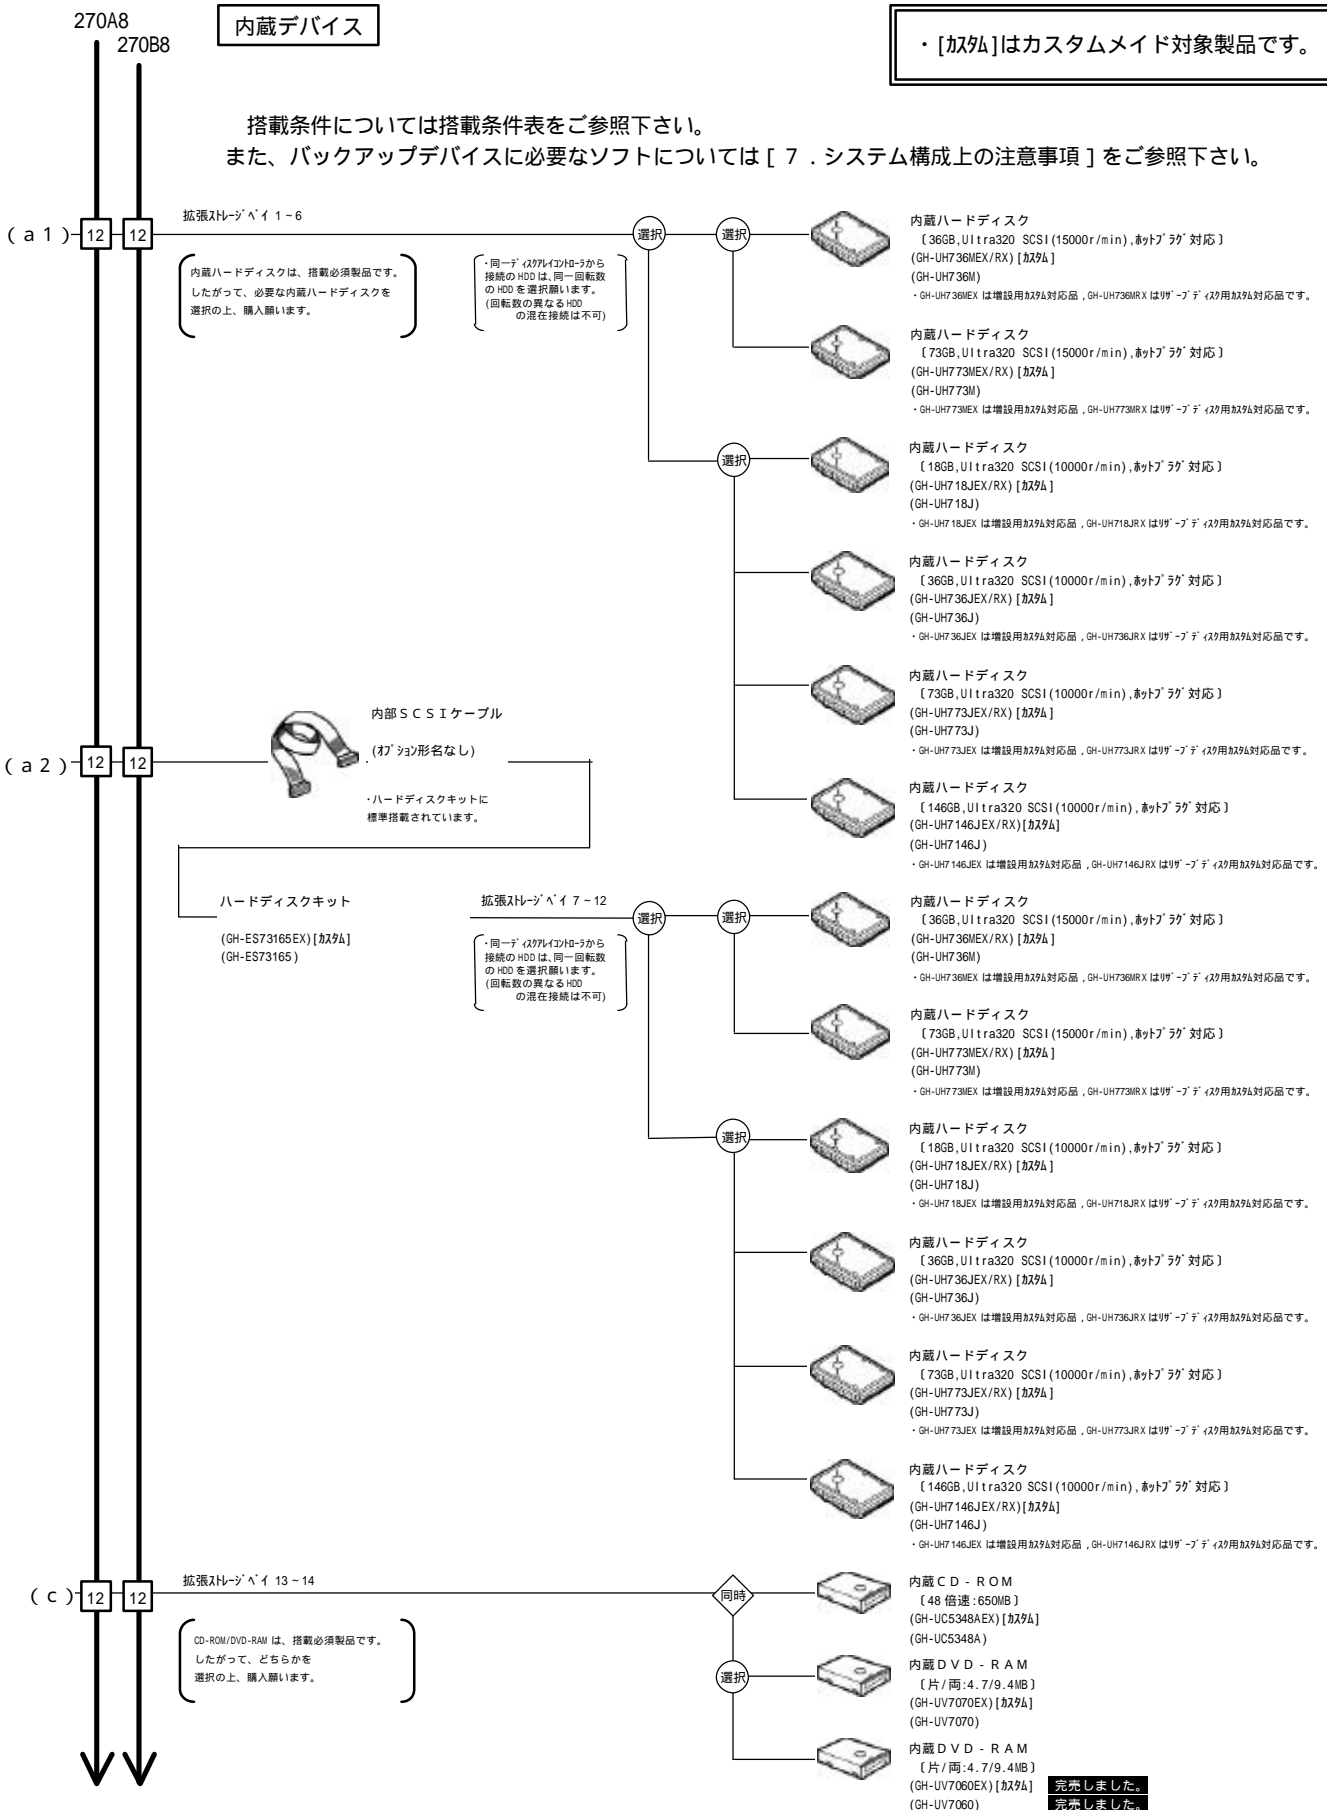 270A8
270B8
内蔵デバイス
・[ｶｽﾀﾑ]はカスタムメイド対象製品です。
搭載条件については搭載条件表をご参照下さい。
また、バックアップデバイスに必要なソフトについては[７．システム構成上の注意事項]をご参照下さい。
(a1) 12 12
拡張ｽﾄﾚｰｼﾞﾍﾞｲ 1~6
内蔵ハードディスクは、搭載必須製品です。
したがって、必要な内蔵ハードディスクを
選択の上、購入願います。
・同一ﾃﾞｨｽｸｱﾚｲｺﾝﾄﾛｰﾗから
接続のHDDは、同一回転数
のHDDを選択願います。
(回転数の異なるHDD
の混在接続は不可)
選択
選択
内蔵ハードディスク
〔36GB,Ultra320 SCSI(15000r/min),ﾎｯﾄﾌﾟﾗｸﾞ対応〕
(GH-UH736MEX/RX)[ｶｽﾀﾑ]
(GH-UH736M)
・GH-UH736MEXは増設用ｶｽﾀﾑ対応品,GH-UH736MRXはﾘｻﾞｰﾌﾞﾃﾞｨｽｸ用ｶｽﾀﾑ対応品です。
内蔵ハードディスク
〔73GB,Ultra320 SCSI(15000r/min),ﾎｯﾄﾌﾟﾗｸﾞ対応〕
(GH-UH773MEX/RX)[ｶｽﾀﾑ]
(GH-UH773M)
・GH-UH773MEXは増設用ｶｽﾀﾑ対応品,GH-UH773MRXはﾘｻﾞｰﾌﾞﾃﾞｨｽｸ用ｶｽﾀﾑ対応品です。
選択
内蔵ハードディスク
〔18GB,Ultra320 SCSI(10000r/min),ﾎｯﾄﾌﾟﾗｸﾞ対応〕
(GH-UH718JEX/RX)[ｶｽﾀﾑ]
(GH-UH718J)
・GH-UH718JEXは増設用ｶｽﾀﾑ対応品,GH-UH718JRXはﾘｻﾞｰﾌﾞﾃﾞｨｽｸ用ｶｽﾀﾑ対応品です。
内蔵ハードディスク
〔36GB,Ultra320 SCSI(10000r/min),ﾎｯﾄﾌﾟﾗｸﾞ対応〕
(GH-UH736JEX/RX)[ｶｽﾀﾑ]
(GH-UH736J)
・GH-UH736JEXは増設用ｶｽﾀﾑ対応品,GH-UH736JRXはﾘｻﾞｰﾌﾞﾃﾞｨｽｸ用ｶｽﾀﾑ対応品です。
内蔵ハードディスク
〔73GB,Ultra320 SCSI(10000r/min),ﾎｯﾄﾌﾟﾗｸﾞ対応〕
(GH-UH773JEX/RX)[ｶｽﾀﾑ]
(GH-UH773J)
・GH-UH773JEXは増設用ｶｽﾀﾑ対応品,GH-UH773JRXはﾘｻﾞｰﾌﾞﾃﾞｨｽｸ用ｶｽﾀﾑ対応品です。
内蔵ハードディスク
〔146GB,Ultra320 SCSI(10000r/min),ﾎｯﾄﾌﾟﾗｸﾞ対応〕
(GH-UH7146JEX/RX)[ｶｽﾀﾑ]
(GH-UH7146J)
・GH-UH7146JEXは増設用ｶｽﾀﾑ対応品,GH-UH7146JRXはﾘｻﾞｰﾌﾞﾃﾞｨｽｸ用ｶｽﾀﾑ対応品です。
(a2) 12 12
内部ＳＣＳＩケーブル
(ｵﾌﾟｼｮﾝ形名なし)
・ハードディスクキットに
標準搭載されています。
ハードディスクキット
(GH-ES73165EX)[ｶｽﾀﾑ]
(GH-ES73165)
拡張ｽﾄﾚｰｼﾞﾍﾞｲ 7~12
・同一ﾃﾞｨｽｸｱﾚｲｺﾝﾄﾛｰﾗから
接続のHDDは、同一回転数
のHDDを選択願います。
(回転数の異なるHDD
の混在接続は不可)
選択
選択
内蔵ハードディスク
〔36GB,Ultra320 SCSI(15000r/min),ﾎｯﾄﾌﾟﾗｸﾞ対応〕
(GH-UH736MEX/RX)[ｶｽﾀﾑ]
(GH-UH736M)
・GH-UH736MEXは増設用ｶｽﾀﾑ対応品,GH-UH736MRXはﾘｻﾞｰﾌﾞﾃﾞｨｽｸ用ｶｽﾀﾑ対応品です。
内蔵ハードディスク
〔73GB,Ultra320 SCSI(15000r/min),ﾎｯﾄﾌﾟﾗｸﾞ対応〕
(GH-UH773MEX/RX)[ｶｽﾀﾑ]
(GH-UH773M)
・GH-UH773MEXは増設用ｶｽﾀﾑ対応品,GH-UH773MRXはﾘｻﾞｰﾌﾞﾃﾞｨｽｸ用ｶｽﾀﾑ対応品です。
選択
内蔵ハードディスク
〔18GB,Ultra320 SCSI(10000r/min),ﾎｯﾄﾌﾟﾗｸﾞ対応〕
(GH-UH718JEX/RX)[ｶｽﾀﾑ]
(GH-UH718J)
・GH-UH718JEXは増設用ｶｽﾀﾑ対応品,GH-UH718JRXはﾘｻﾞｰﾌﾞﾃﾞｨｽｸ用ｶｽﾀﾑ対応品です。
内蔵ハードディスク
〔36GB,Ultra320 SCSI(10000r/min),ﾎｯﾄﾌﾟﾗｸﾞ対応〕
(GH-UH736JEX/RX)[ｶｽﾀﾑ]
(GH-UH736J)
・GH-UH736JEXは増設用ｶｽﾀﾑ対応品,GH-UH736JRXはﾘｻﾞｰﾌﾞﾃﾞｨｽｸ用ｶｽﾀﾑ対応品です。
内蔵ハードディスク
〔73GB,Ultra320 SCSI(10000r/min),ﾎｯﾄﾌﾟﾗｸﾞ対応〕
(GH-UH773JEX/RX)[ｶｽﾀﾑ]
(GH-UH773J)
・GH-UH773JEXは増設用ｶｽﾀﾑ対応品,GH-UH773JRXはﾘｻﾞｰﾌﾞﾃﾞｨｽｸ用ｶｽﾀﾑ対応品です。
内蔵ハードディスク
〔146GB,Ultra320 SCSI(10000r/min),ﾎｯﾄﾌﾟﾗｸﾞ対応〕
(GH-UH7146JEX/RX)[ｶｽﾀﾑ]
(GH-UH7146J)
・GH-UH7146JEXは増設用ｶｽﾀﾑ対応品,GH-UH7146JRXはﾘｻﾞｰﾌﾞﾃﾞｨｽｸ用ｶｽﾀﾑ対応品です。
(c) 12 12
拡張ｽﾄﾚｰｼﾞﾍﾞｲ 13~14
CD-ROM/DVD-RAMは、搭載必須製品です。
したがって、どちらかを
選択の上、購入願います。
同時
内蔵ＣＤ－ＲＯＭ
〔48倍速:650MB〕
(GH-UC5348AEX)[ｶｽﾀﾑ]
(GH-UC5348A)
選択
内蔵ＤＶＤ－ＲＡＭ
〔片/両:4.7/9.4MB〕
(GH-UV7070EX)[ｶｽﾀﾑ]
(GH-UV7070)
内蔵ＤＶＤ－ＲＡＭ
〔片/両:4.7/9.4MB〕
(GH-UV7060EX)[ｶｽﾀﾑ] 完売しました。
(GH-UV7060) 完売しました。